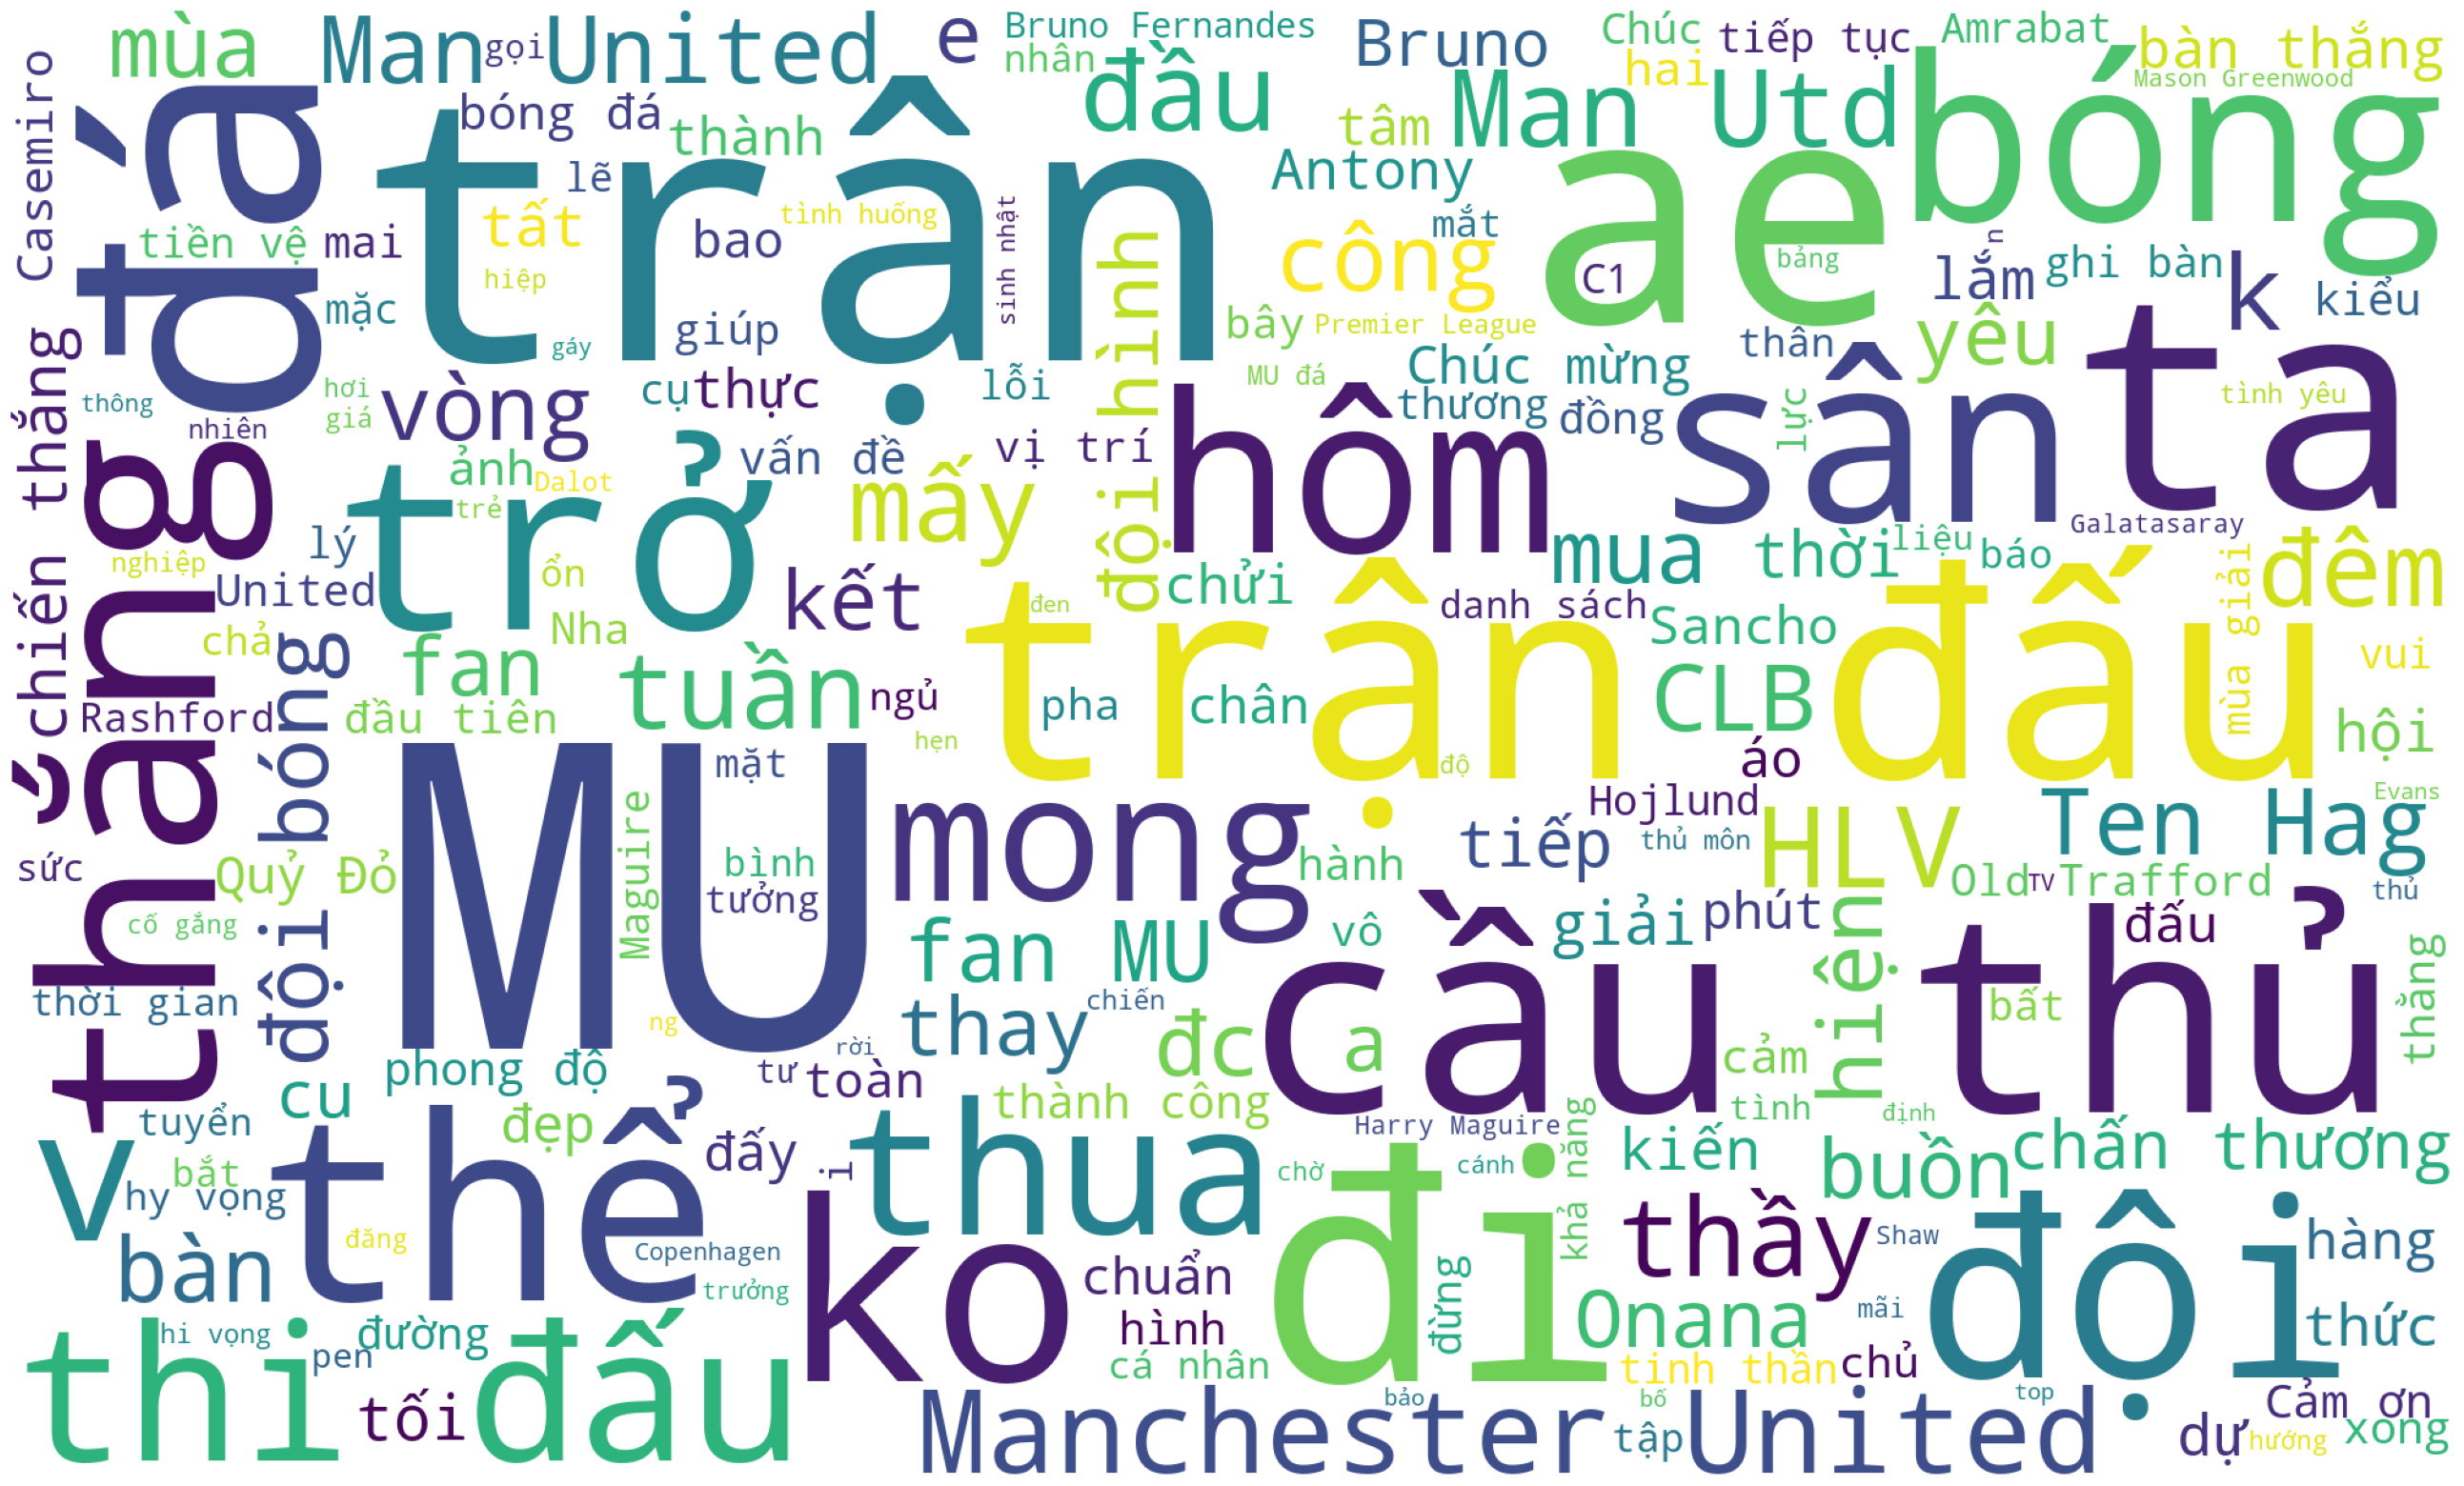 mùa
Man United
gọi
e
Bruno Fernandes
nhân
đầu
Bruno
Chúc
tiếp tục
Amrabat
bàn thắng
hai
Mason Greenwood
Casemiro
đá
trận
bóng đá
thành
lẽ
tâm
Man Utd
Antony
ae
bóng
tiền vệ
mai
tất
bao
tình huống
sinh nhật
công
mắt
C1
bảng
n
lắm
ghi bàn
k
kiểu
mặc
hiệp
giúp
gáy
đội hình
bây
Premier League
thân
yêu
ta
chiến thắng
thắng
thông
hơi
giá
nhiên
vòng
cụ
thực
lỗi
MU đá
Chúc mừng
thương
đồng
lực
sân
tình yêu
ảnh
Dalot
trẻ
vấn đề
vị trí
mấy
hôm
trở
lý
nghiệp
United
ổn
Nha
kết
chửi
đen
mua
thời
liệu
báo
Galatasaray
đêm
danh sách
mùa giải
chả
đội bóng
fan
tuần
ngủ
pha
chân
trận đấu
Sancho
CLB
vui
hội
Rashford
đầu tiên
hẹn
độ
áo
MU
mặt
Maguire
mong
Hojlund
HLV
Ten Hag
Evans
sức
Quỷ Đỏ
bình
tưởng
hành
tiếp
thủ môn
Old Trafford
TV
thủ
cố gắng
fan MU
vô
giải
phút
hiện
đấu
thời gian
ng
thay
chiến
đc
a
cầu thủ
bất
thẳng
cu
phong độ
rời
tư
toàn
thành công
cảm
tình
định
tuyển
v
thể
đẹp
đấy
i
thua
Harry Maguire
khả năng
kiến
buồn
chấn thương
bắt
hy vọng
chờ
cánh
đi
bàn
đăng
Copenhagen
trưởng
ko
chuẩn
thầy
Shaw
đội
hàng
thi đấu
hi vọng
đường
pen
hình
cá nhân
đừng
Onana
mãi
thức
tinh thần
chủ
tối
Manchester United
bảo
bố
tập
top
dự
Cảm ơn
hướng
xong